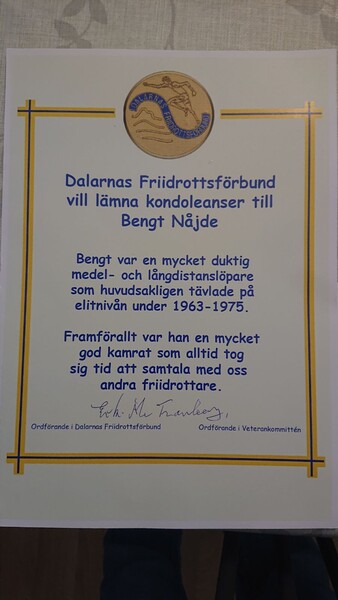 DALARNAS FRIIDROTTSFÖRBUND
Dalarnas Friidrottsförbund
vill lämna kondoleanser till
Bengt Nåjde
Bengt var en mycket duktig
medel- och långdistanslöpare
som huvudsakligen tävlade på
elitnivån under 1963-1975.
Framförallt var han en mycket
god kamrat som alltid tog
sig tid att samtala med oss
andra friidrottare.
Ordförande i Dalarnas Friidrottsförbund Ordförande i Veterankommittén